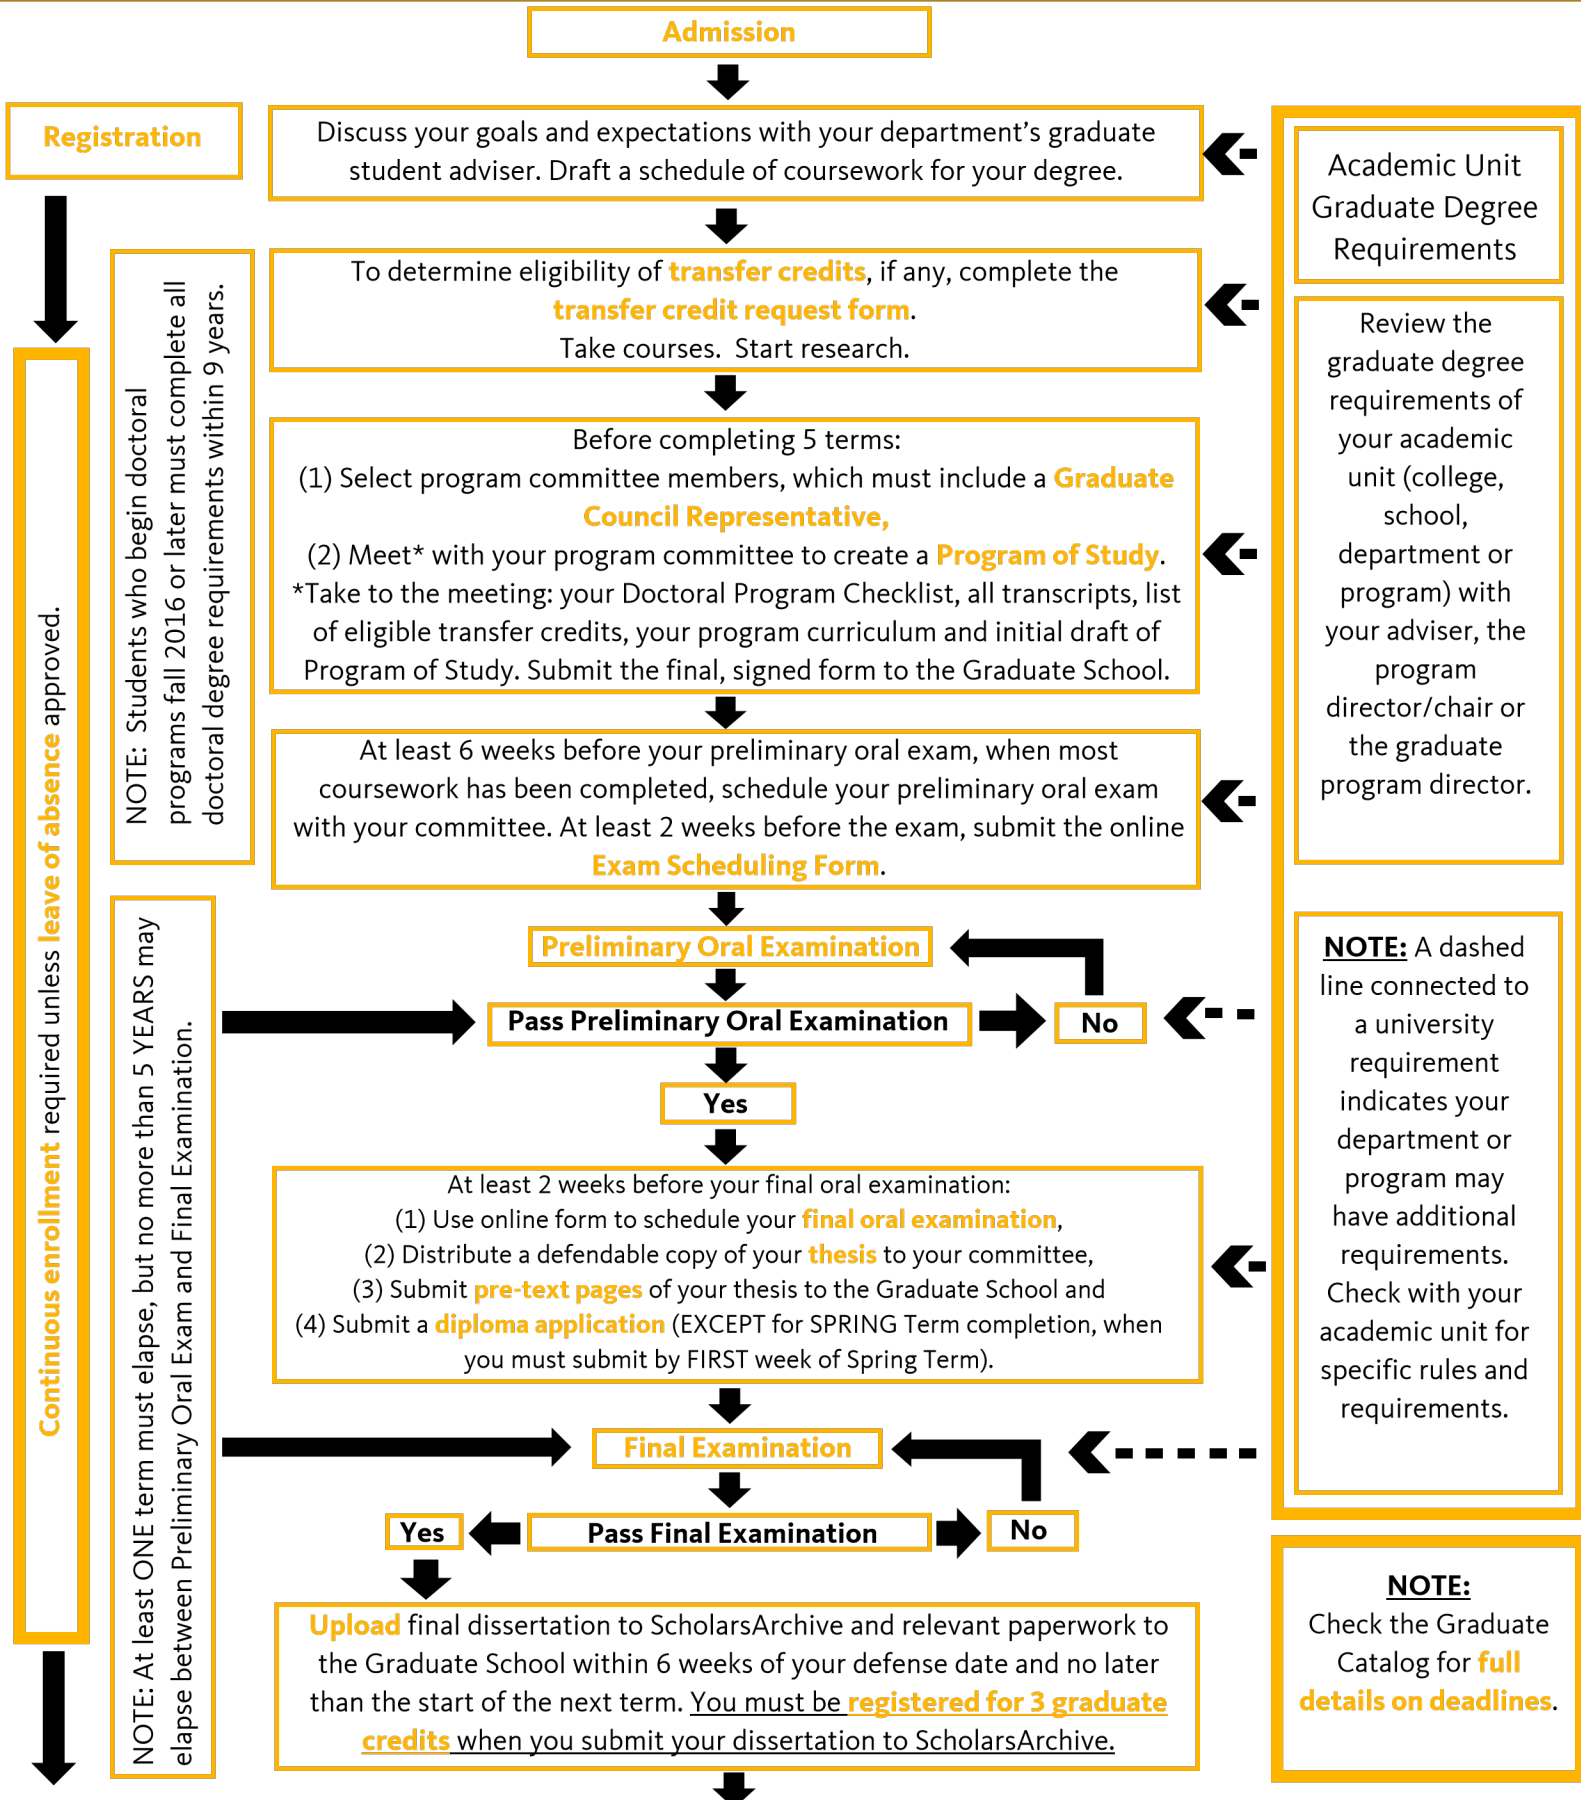 Admission
Registration
Discuss your goals and expectations with your department’s graduate
student adviser. Draft a schedule of coursework for your degree.
To determine eligibility of transfer credits, if any, complete the
transfer credit request form.
Take courses.  Start research.
Before completing 5 terms:
(1) Select program committee members, which must include a Graduate
Council Representative,
(2) Meet* with your program committee to create a Program of Study.
*Take to the meeting: your Doctoral Program Checklist, all transcripts, list
of eligible transfer credits, your program curriculum and initial draft of
Program of Study. Submit the final, signed form to the Graduate School.
At least 6 weeks before your preliminary oral exam, when most
coursework has been completed, schedule your preliminary oral exam
with your committee. At least 2 weeks before the exam, submit the online
Exam Scheduling Form.
Preliminary Oral Examination
Pass Preliminary Oral Examination
No
Yes
At least 2 weeks before your final oral examination:
(1) Use online form to schedule your final oral examination,
(2) Distribute a defendable copy of your thesis to your committee,
(3) Submit pre-text pages of your thesis to the Graduate School and
(4) Submit a diploma application (EXCEPT for SPRING Term completion, when
you must submit by FIRST week of Spring Term).
Final Examination
Yes
Pass Final Examination
No
Upload final dissertation to ScholarsArchive and relevant paperwork to
the Graduate School within 6 weeks of your defense date and no later
than the start of the next term. You must be registered for 3 graduate
credits when you submit your dissertation to ScholarsArchive.
Continuous enrollment required unless leave of absence approved.
NOTE:  Students who begin doctoral
programs fall 2016 or later must complete all
doctoral degree requirements within 9 years.
NOTE: At least ONE term must elapse, but no more than 5 YEARS may
elapse between Preliminary Oral Exam and Final Examination.
Academic Unit
Graduate Degree
Requirements
Review the
graduate degree
requirements of
your academic
unit (college,
school,
department or
program) with
your adviser, the
program
director/chair or
the graduate
program director.
NOTE: A dashed
line connected to
a university
requirement
indicates your
department or
program may
have additional
requirements.
Check with your
academic unit for
specific rules and
requirements.
NOTE:
Check the Graduate
Catalog for full
details on deadlines.